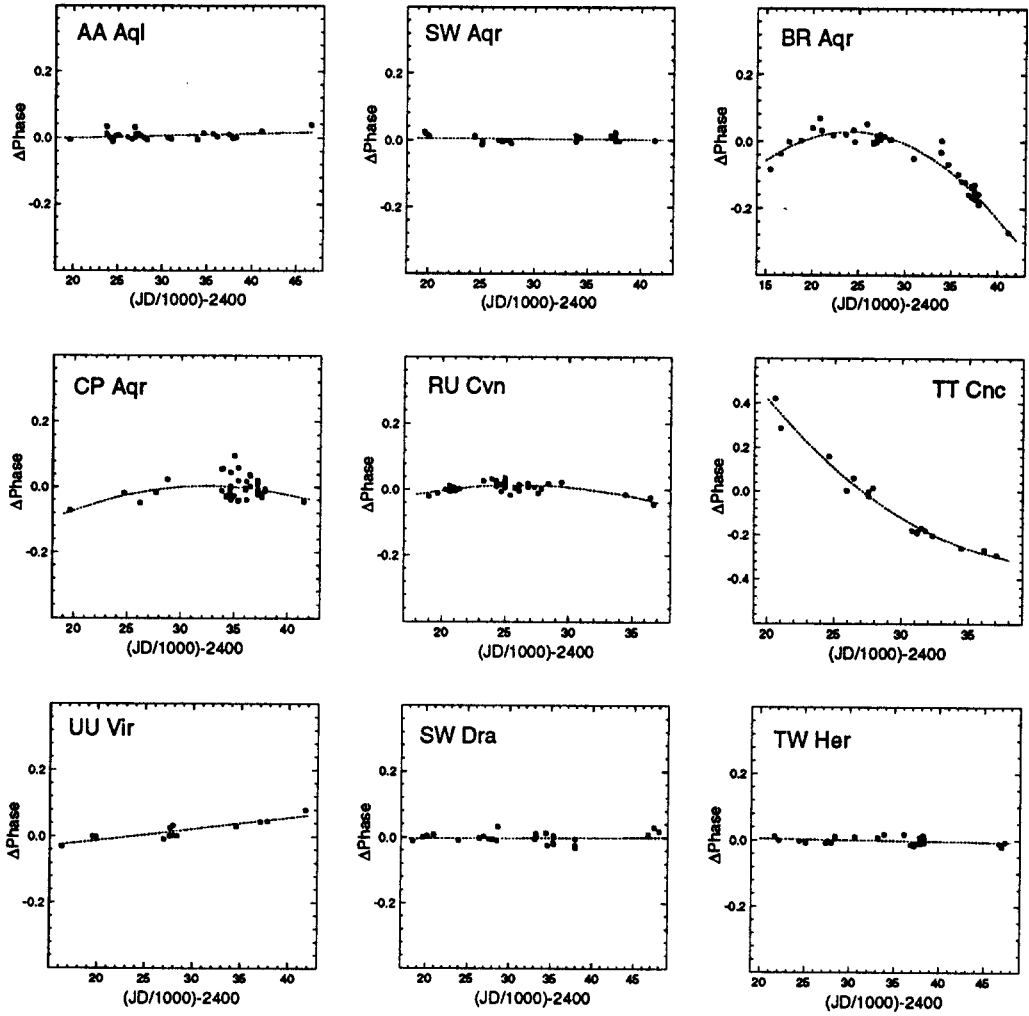 AA Aql
ΔPhase
0.2
0.0
-0.2
20 25 30 35 40 45
(JD/1000)-2400
SW Aqr
ΔPhase
0.2
0.0
-0.2
20 25 30 35 40
(JD/1000)-2400
BR Aqr
ΔPhase
0.2
0.0
-0.2
15 20 25 30 35 40
(JD/1000)-2400
CP Aqr
ΔPhase
0.2
0.0
-0.2
20 25 30 35 40
(JD/1000)-2400
RU Cvn
ΔPhase
0.2
0.0
-0.2
20 25 30 35
(JD/1000)-2400
TT Cnc
ΔPhase
0.4
0.2
0.0
-0.2
-0.4
20 25 30 35
(JD/1000)-2400
UU Vir
ΔPhase
0.2
0.0
-0.2
20 25 30 35 40
(JD/1000)-2400
SW Dra
ΔPhase
0.2
0.0
-0.2
20 25 30 35 40 45
(JD/1000)-2400
TW Her
ΔPhase
0.2
0.0
-0.2
20 25 30 35 40 45
(JD/1000)-2400